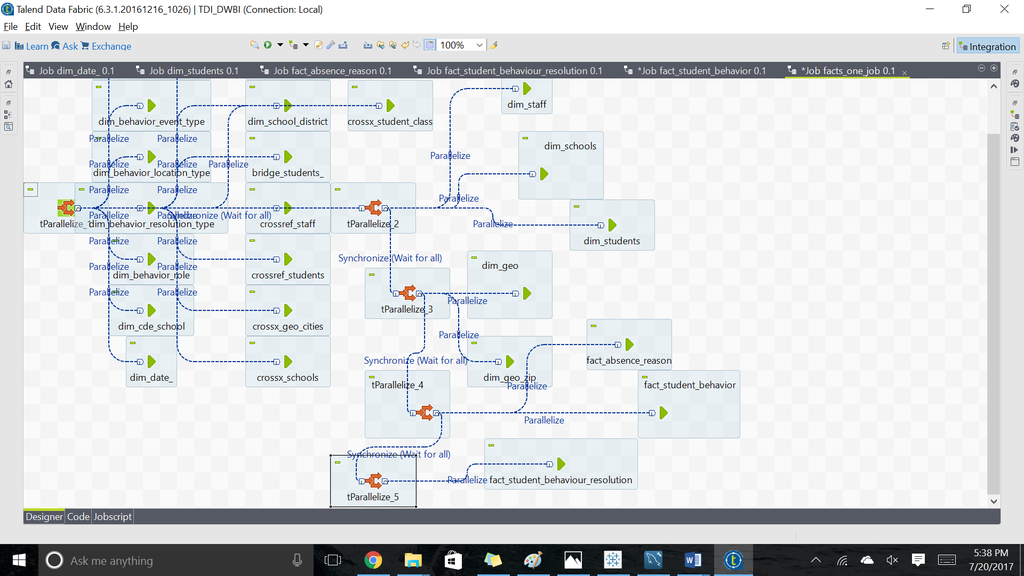 Talend Data Fabric (6.3.1.20161216_1026) | TDI_DWBI (Connection: Local)
File Edit View Window Help
Learn Ask Exchange 100% Integration
Job dim_date_ 0.1 Job dim_students 0.1 Job fact_absence_reason 0.1 Job fact_student_behaviour_resolution 0.1 *Job fact_student_behavior 0.1 *Job facts_one_job 0.1
dim_staff
dim_behavior_event_type dim_school_district crossx_student_class
Parallelize Parallelize
dim_schools
Parallelize
Parallelize Parallelize Parallelize
dim_behavior_location_type bridge_students_
Parallelize Parallelize
Parallelize
Parallelize Synchronize (Wait for all)
tParallelize_ dim_behavior_resolution_type crossref_staff tParallelize_2 Parallelize
Parallelize Parallelize dim_students
Synchronize (Wait for all)
Parallelize Parallelize dim_geo
dim_behavior_role crossref_students
Parallelize Parallelize Parallelize
tParallelize_3
dim_cde_school crossx_geo_cities
Parallelize
Synchronize (Wait for all) fact_absence_reason
dim_date_ crossx_schools dim_geo_zip
tParallelize_4 Parallelize fact_student_behavior
Parallelize
Synchronize (Wait for all)
Parallelize fact_student_behaviour_resolution
tParallelize_5
Designer Code Jobscript
Ask me anything
5:38 PM
7/20/2017